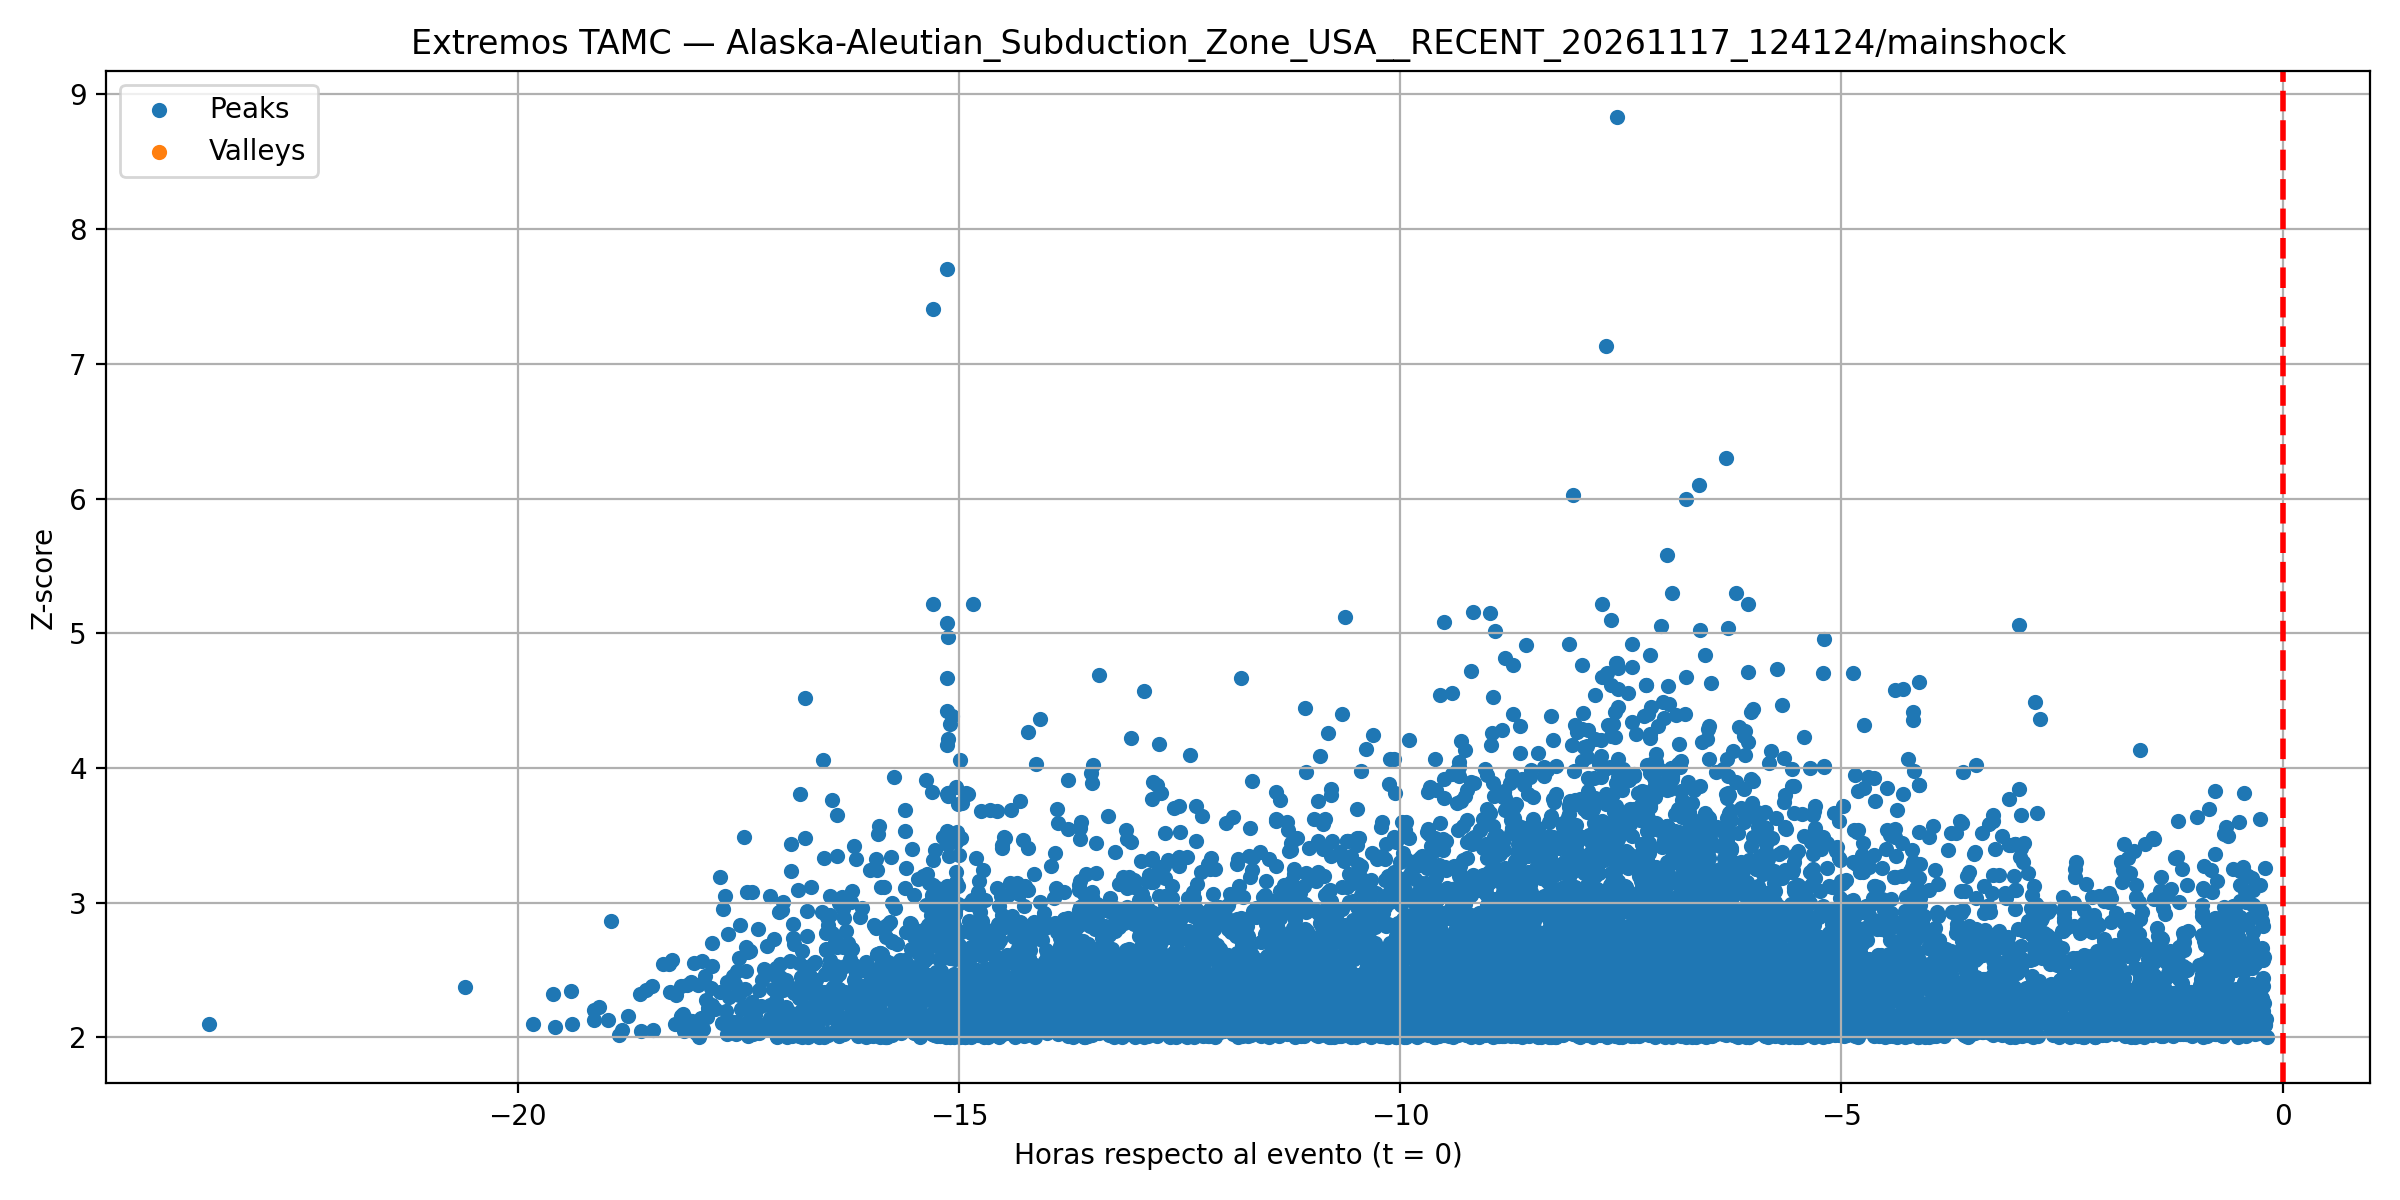 Extremos TAMC — Alaska-Aleutian_Subduction_Zone_USA__RECENT_20261117_124124/mainshock
Peaks
Valleys
Z-score
9
8
7
6
5
4
3
2
−20
−15
−10
−5
0
Horas respecto al evento (t = 0)